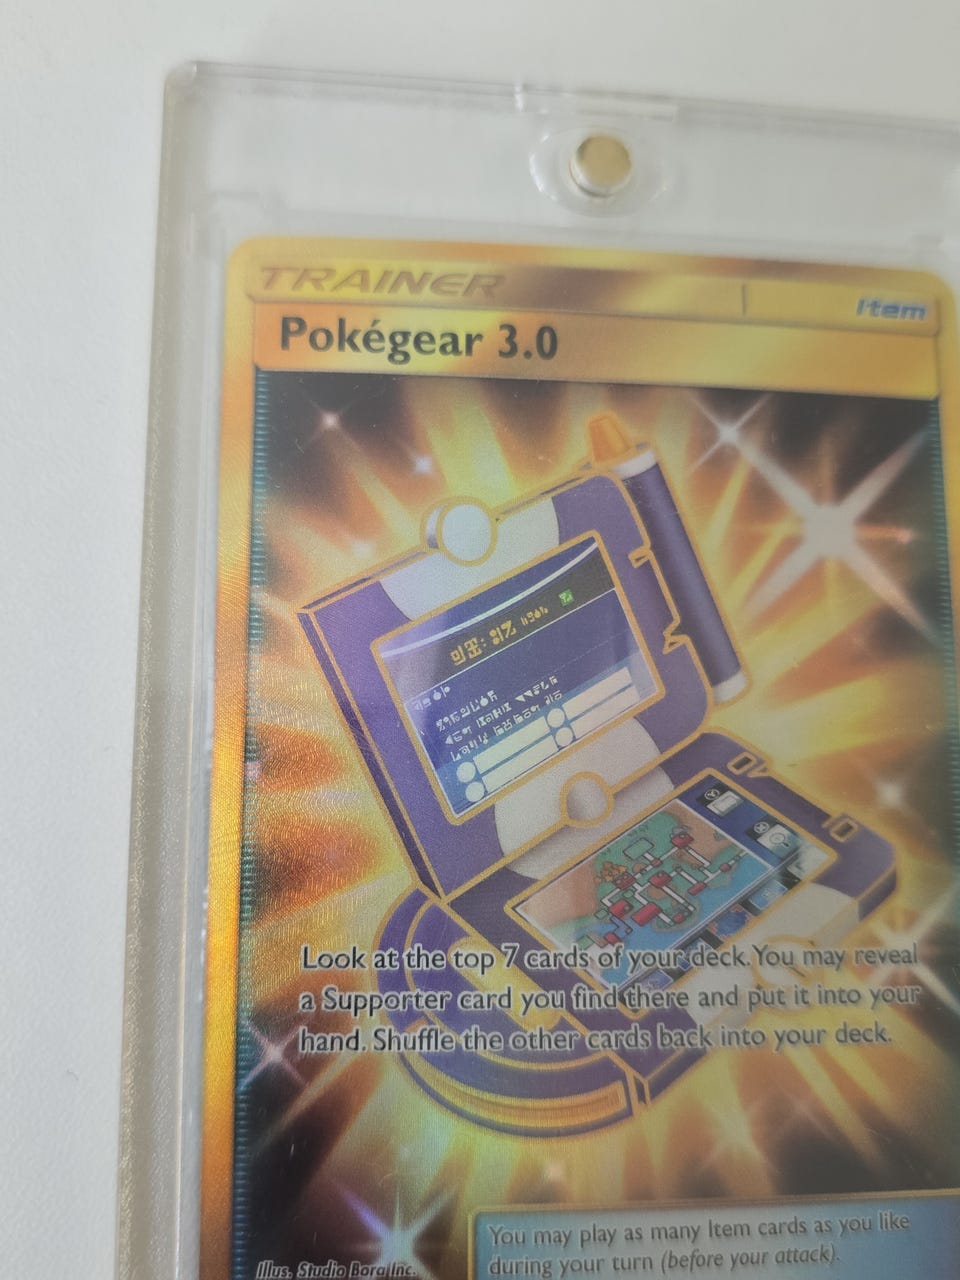 TRAINER
Item
Pokégear 3.0
Look at the top 7 cards of your deck. You may reveal
a Supporter card you find there and put it into your
hand. Shuffle the other cards back into your deck.
You may play as many Item cards as you like
during your turn (before your attack).
Illus. Studio Bora Inc.